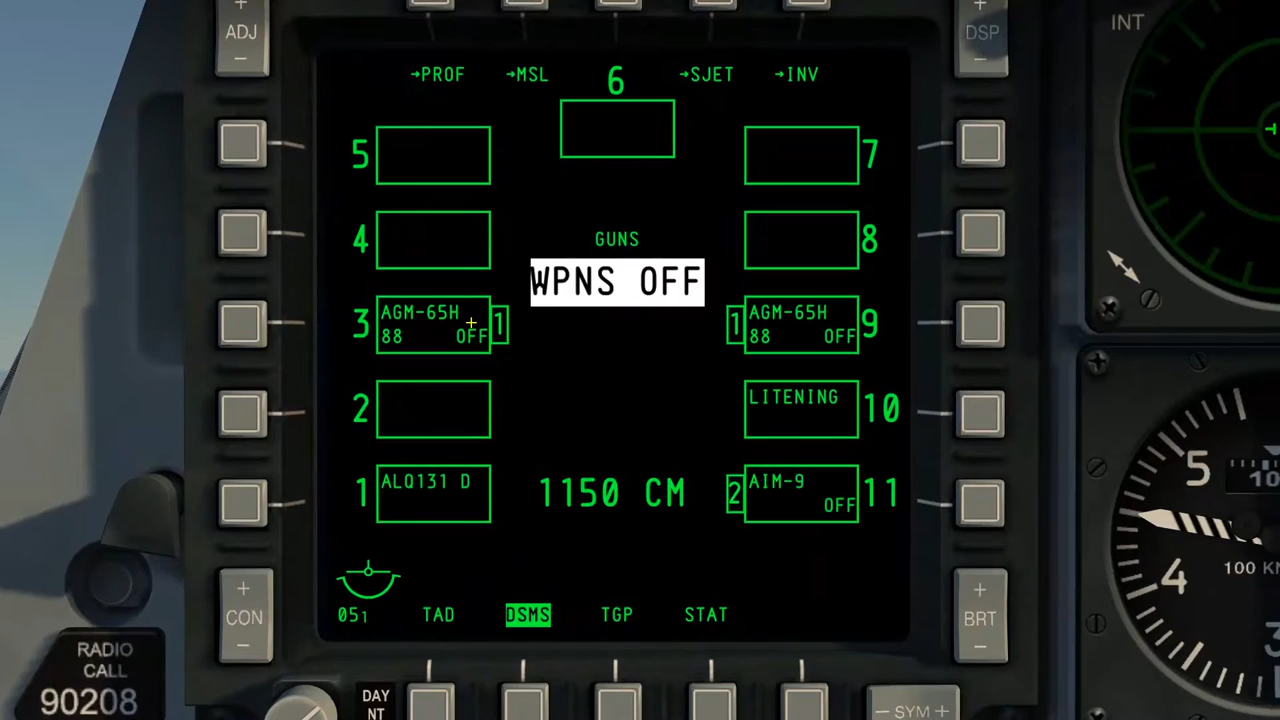 ADJ
DSP
INT
→PROF →MSL 6 →SJET →INV
5 7
GUNS
4 8
WPNS OFF
3 AGM-65H 88 OFF 1
1 AGM-65H 88 OFF 9
2 LITENING 10
1 ALQ131 D 1150 CM 2 AIM-9 OFF 11
5
10
4
100 KN
3
051 TAD DSMS TGP STAT
CON
BRT
RADIO CALL
90208
DAY
NT
- SYM +